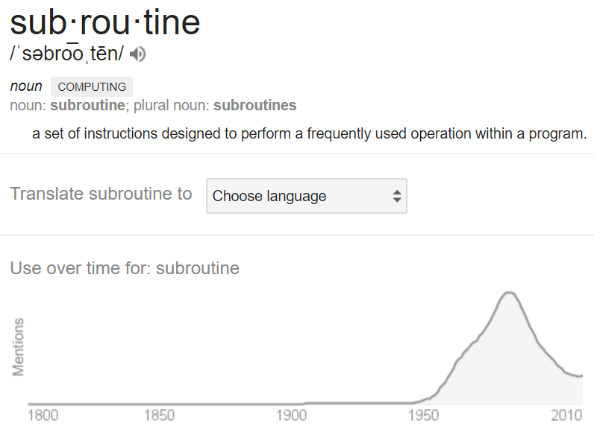 sub·rou·tine
/ˈsəbro͞oˌtēn/
noun COMPUTING
noun: subroutine; plural noun: subroutines
a set of instructions designed to perform a frequently used operation within a program.
Translate subroutine to Choose language
Use over time for: subroutine
Mentions
1800 1850 1900 1950 2010